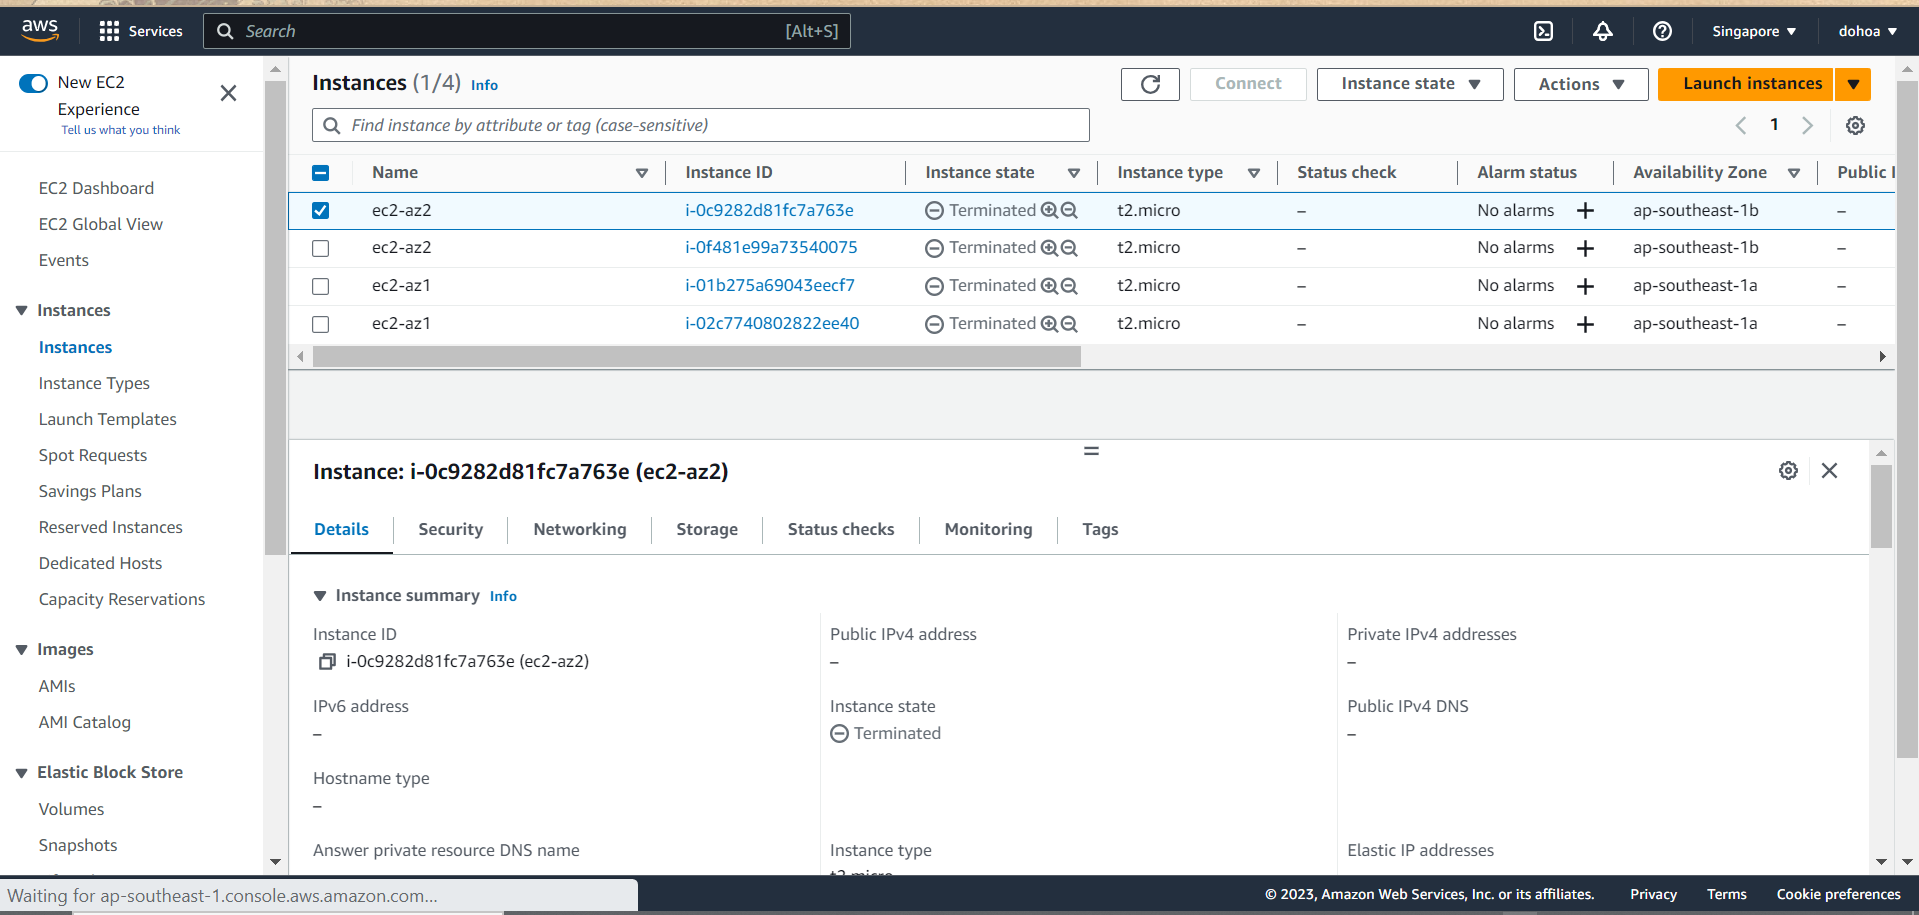 aws
Services
Search [Alt+S]
Singapore
dohoa
New EC2
Experience
Tell us what you think
EC2 Dashboard
EC2 Global View
Events
Instances
Instances
Instance Types
Launch Templates
Spot Requests
Savings Plans
Reserved Instances
Dedicated Hosts
Capacity Reservations
Images
AMIs
AMI Catalog
Elastic Block Store
Volumes
Snapshots
Instances (1/4) Info
Connect
Instance state
Actions
Launch instances
Find instance by attribute or tag (case-sensitive)
1
Name Instance ID Instance state Instance type Status check Alarm status Availability Zone Public I
ec2-az2 i-0c9282d81fc7a763e Terminated t2.micro – No alarms + ap-southeast-1b –
ec2-az2 i-0f481e99a73540075 Terminated t2.micro – No alarms + ap-southeast-1b –
ec2-az1 i-01b275a69043eecf7 Terminated t2.micro – No alarms + ap-southeast-1a –
ec2-az1 i-02c7740802822ee40 Terminated t2.micro – No alarms + ap-southeast-1a –
Instance: i-0c9282d81fc7a763e (ec2-az2)
Details Security Networking Storage Status checks Monitoring Tags
Instance summary Info
Instance ID
i-0c9282d81fc7a763e (ec2-az2)
Public IPv4 address
–
Private IPv4 addresses
–
IPv6 address
–
Instance state
Terminated
Public IPv4 DNS
–
Hostname type
–
Answer private resource DNS name
Instance type
t2.micro
Elastic IP addresses
Waiting for ap-southeast-1.console.aws.amazon.com...
© 2023, Amazon Web Services, Inc. or its affiliates. Privacy Terms Cookie preferences